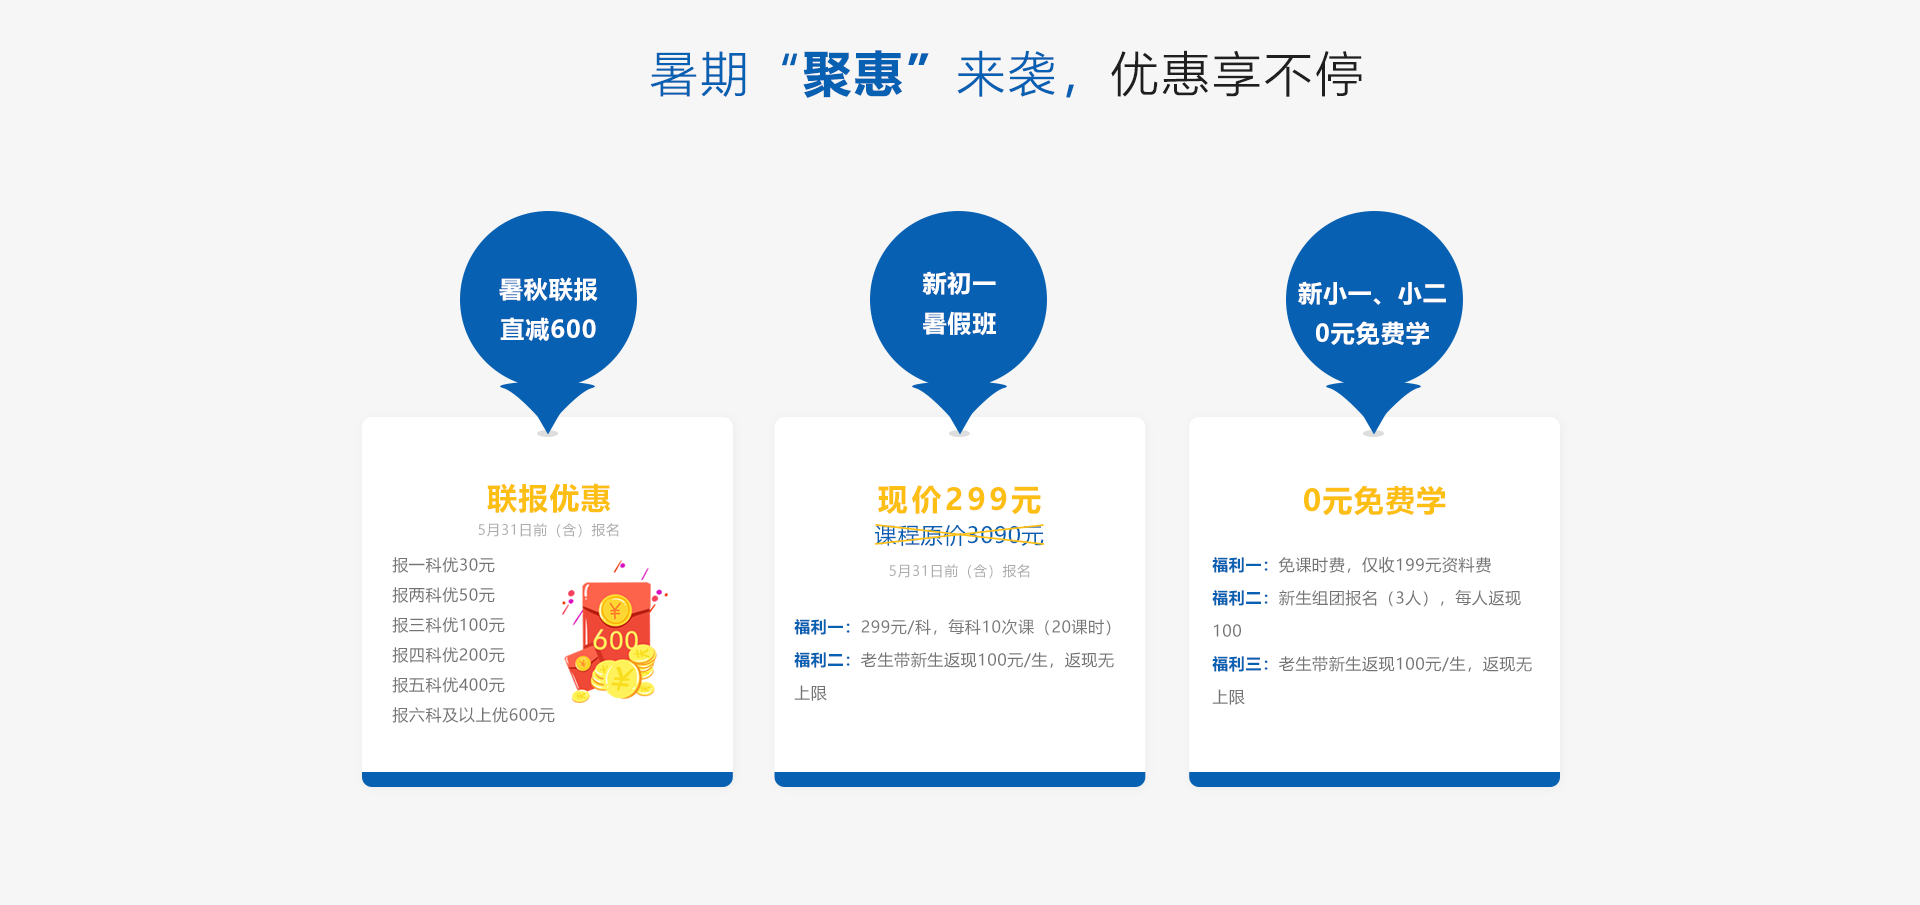 暑期“聚惠”来袭，优惠享不停
暑秋联报
直减600
联报优惠
5月31日前（含）报名
报一科优30元
报两科优50元
报三科优100元
报四科优200元
报五科优400元
报六科及以上优600元
¥
600
¥
¥
新初一
暑假班
现价299元
课程原价3090元
5月31日前（含）报名
福利一：299元/科，每科10次课（20课时）
福利二：老生带新生返现100元/生，返现无
上限
新小一、小二
0元免费学
0元免费学
福利一：免课时费，仅收199元资料费
福利二：新生组团报名（3人），每人返现
100
福利三：老生带新生返现100元/生，返现无
上限